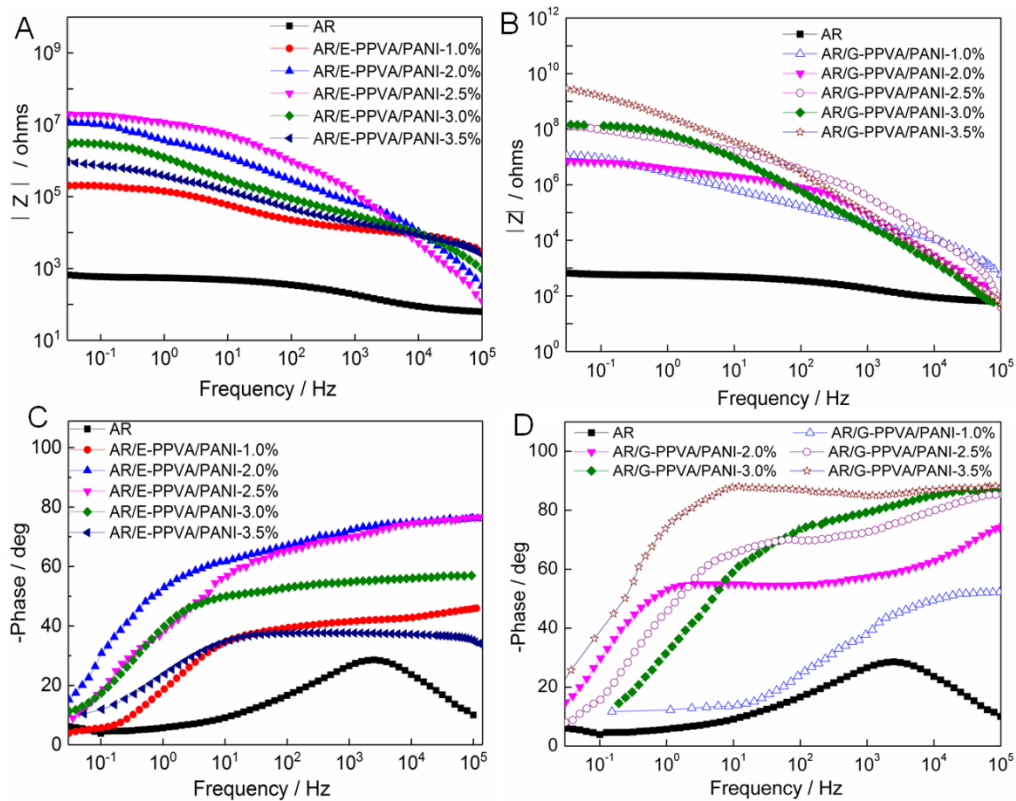 A
AR
AR/E-PPVA/PANI-1.0%
AR/E-PPVA/PANI-2.0%
AR/E-PPVA/PANI-2.5%
AR/E-PPVA/PANI-3.0%
AR/E-PPVA/PANI-3.5%
10^9
10^7
10^5
10^3
10^1
| Z | / ohms
10^-1 10^0 10^1 10^2 10^3 10^4 10^5
Frequency / Hz
B
AR
AR/G-PPVA/PANI-1.0%
AR/G-PPVA/PANI-2.0%
AR/G-PPVA/PANI-2.5%
AR/G-PPVA/PANI-3.0%
AR/G-PPVA/PANI-3.5%
10^12
10^10
10^8
10^6
10^4
10^2
10^0
| Z | / ohms
10^-1 10^0 10^1 10^2 10^3 10^4 10^5
Frequency / Hz
C
AR
AR/E-PPVA/PANI-1.0%
AR/E-PPVA/PANI-2.0%
AR/E-PPVA/PANI-2.5%
AR/E-PPVA/PANI-3.0%
AR/E-PPVA/PANI-3.5%
100
80
60
40
20
0
-Phase / deg
10^-1 10^0 10^1 10^2 10^3 10^4 10^5
Frequency / Hz
D
AR AR/G-PPVA/PANI-1.0%
AR/G-PPVA/PANI-2.0% AR/G-PPVA/PANI-2.5%
AR/G-PPVA/PANI-3.0% AR/G-PPVA/PANI-3.5%
100
80
60
40
20
0
-Phase / deg
10^-1 10^0 10^1 10^2 10^3 10^4 10^5
Frequency / Hz